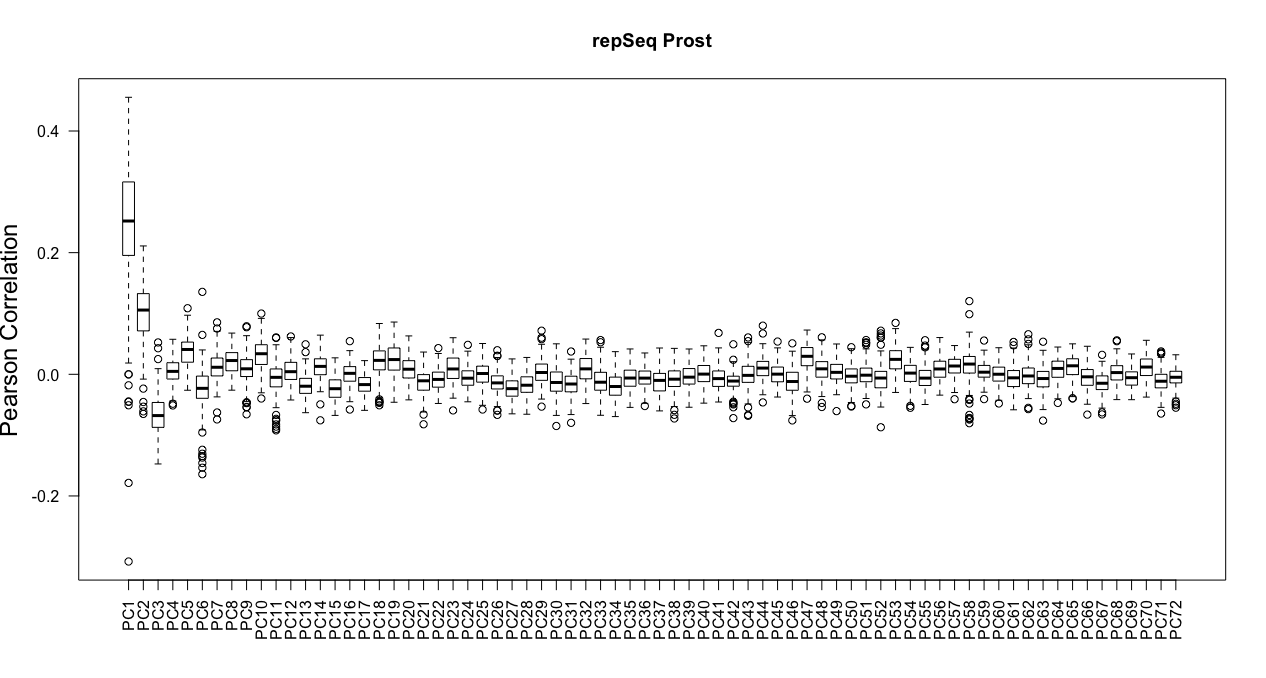 repSeq Prost
Pearson Correlation
0.4
0.2
0.0
-0.2
PC1
PC2
PC3
PC4
PC5
PC6
PC7
PC8
PC9
PC10
PC11
PC12
PC13
PC14
PC15
PC16
PC17
PC18
PC19
PC20
PC21
PC22
PC23
PC24
PC25
PC26
PC27
PC28
PC29
PC30
PC31
PC32
PC33
PC34
PC35
PC36
PC37
PC38
PC39
PC40
PC41
PC42
PC43
PC44
PC45
PC46
PC47
PC48
PC49
PC50
PC51
PC52
PC53
PC54
PC55
PC56
PC57
PC58
PC59
PC60
PC61
PC62
PC63
PC64
PC65
PC66
PC67
PC68
PC69
PC70
PC71
PC72